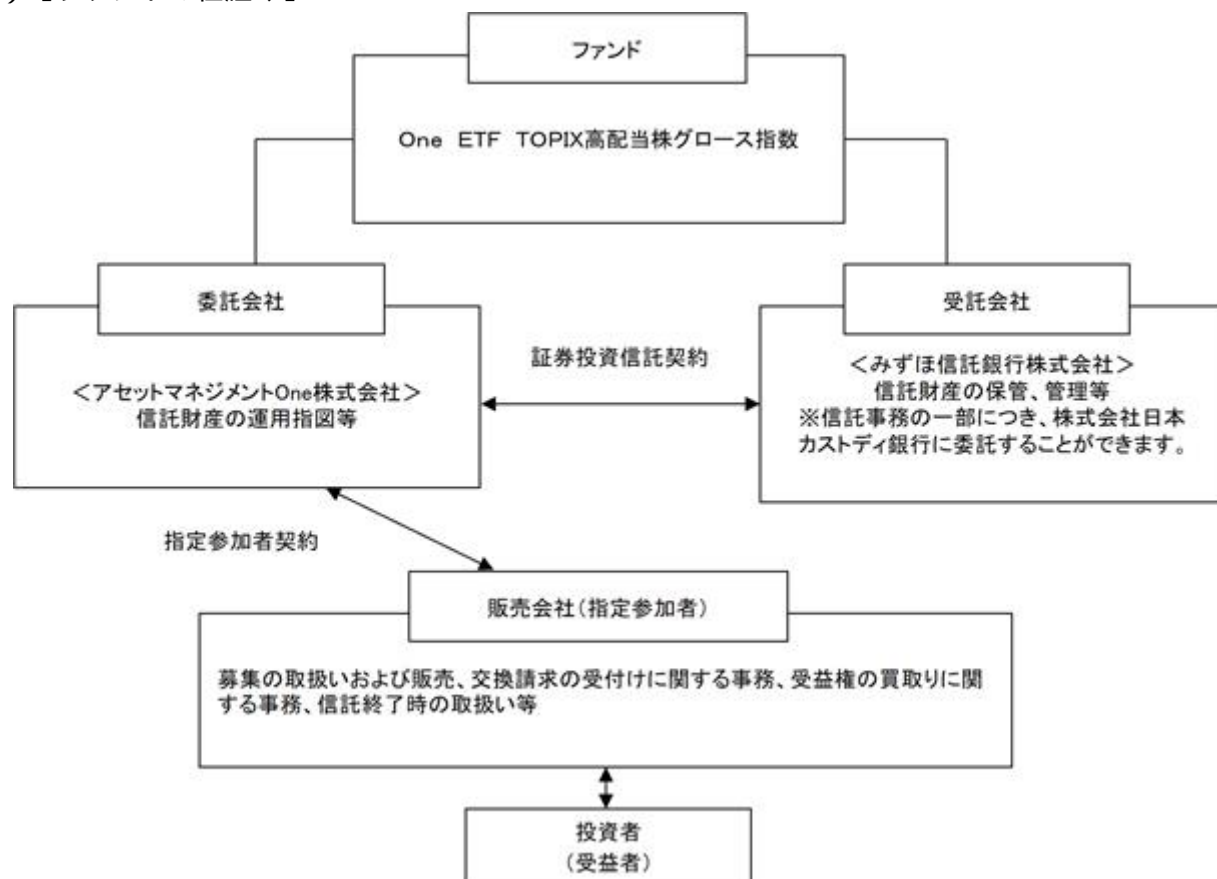 ファンド
One ETF TOPIX高配当株グロース指数
委託会社
受託会社
<アセットマネジメントOne株式会社>
信託財産の運用指図等
証券投資信託契約
<みずほ信託銀行株式会社>
信託財産の保管、管理等
※信託事務の一部につき、株式会社日本
カストディ銀行に委託することができます。
指定参加者契約
販売会社(指定参加者)
募集の取扱いおよび販売、交換請求の受付けに関する事務、受益権の買取りに関
する事務、信託終了時の取扱い等
投資者
(受益者)